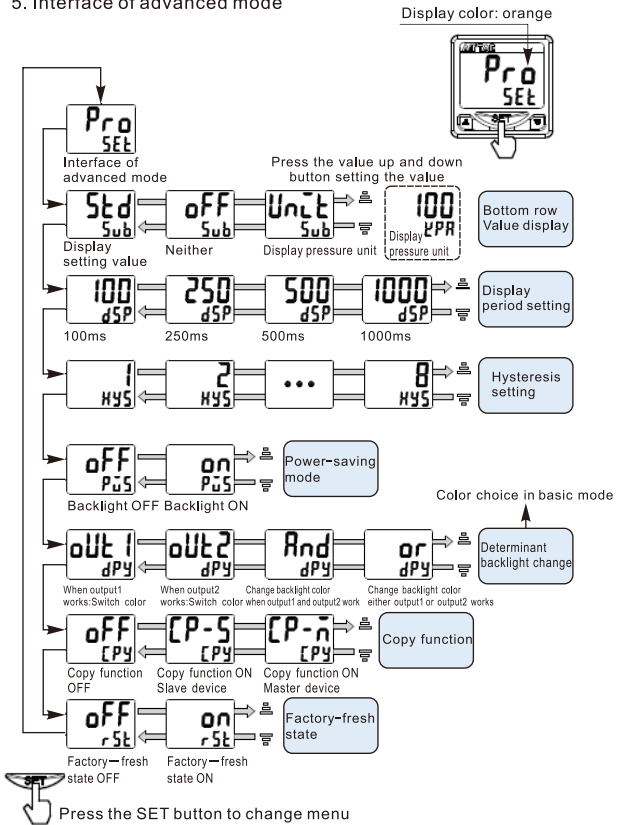 5. Interface of advanced mode
Display color: orange
AIRTAC
Pro
SEt
SET
Pro
SEt
Interface of
advanced mode
Press the value up and down
button setting the value
Std
Sub
Display
setting value
oFF
Sub
Neither
Unit
Sub
Display pressure unit
100
KPA
Display
pressure unit
Bottom row
Value display
100
dSP
100ms
250
dSP
250ms
500
dSP
500ms
1000
dSP
1000ms
Display
period setting
1
HYS
2
HYS
•••
8
HYS
Hysteresis
setting
oFF
PWS
Backlight OFF
on
PWS
Backlight ON
Power-saving
mode
Color choice in basic mode
oUt 1
dPY
When output1
works:Switch color
oUt2
dPY
When output2
works:Switch color
And
dPY
Change backlight color
when output1 and output2 work
or
dPY
Change backlight color
either output1 or output2 works
Determinant
backlight change
oFF
CPY
Copy function
OFF
CP-S
CPY
Copy function ON
Slave device
CP-m
CPY
Copy function ON
Master device
Copy function
oFF
rSt
Factory-fresh
state OFF
on
rSt
Factory-fresh
state ON
Factory-fresh
state
SET
Press the SET button to change menu